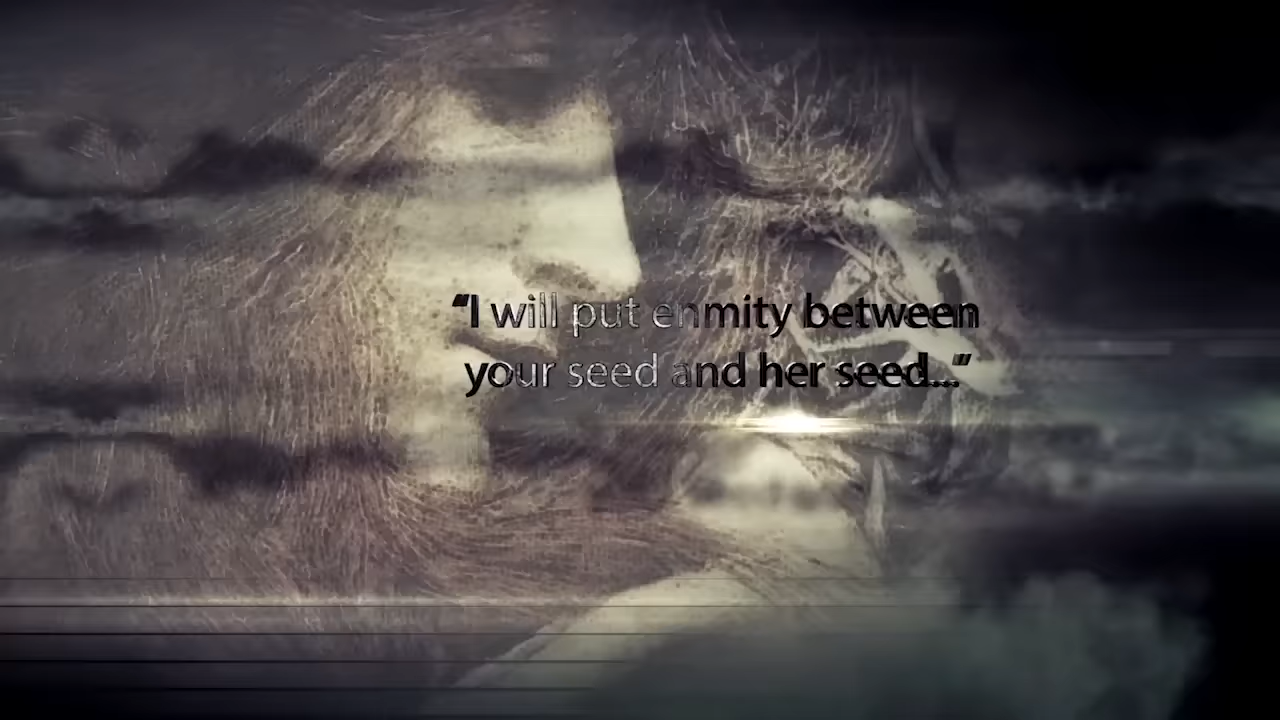 “I will put enmity between
your seed and her seed...”